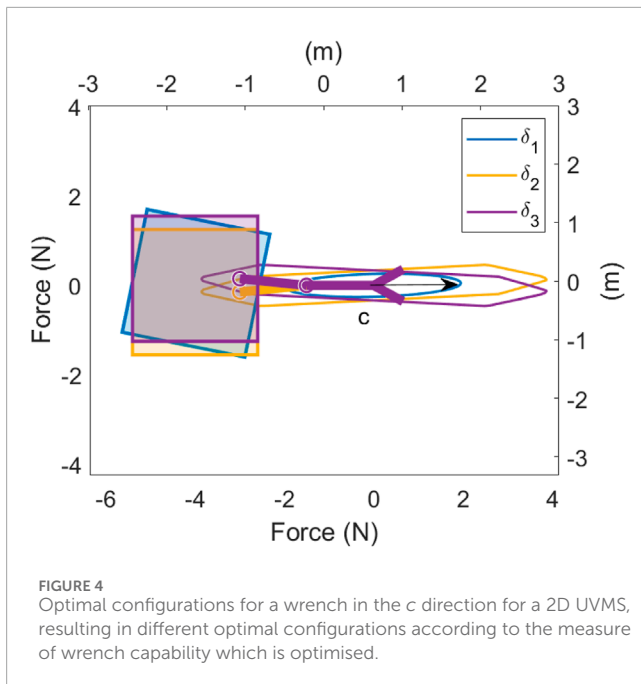 (m)
-3 -2 -1 0 1 2 3
4 3
δ1
δ2
δ3
2 2
1
0 0
c
-1
-2
-2
-4 -3
Force (N)
(m)
-6 -4 -2 0 2 4
Force (N)
FIGURE 4
Optimal configurations for a wrench in the c direction for a 2D UVMS,
resulting in different optimal configurations according to the measure
of wrench capability which is optimised.